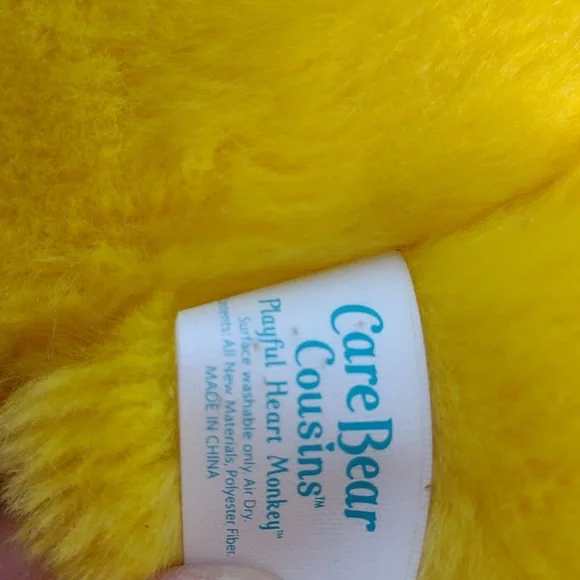 Care Bear
Cousins™
Playful Heart Monkey™
Surface washable only. Air Dry.
All New Materials, Polyester Fiber.
MADE IN CHINA